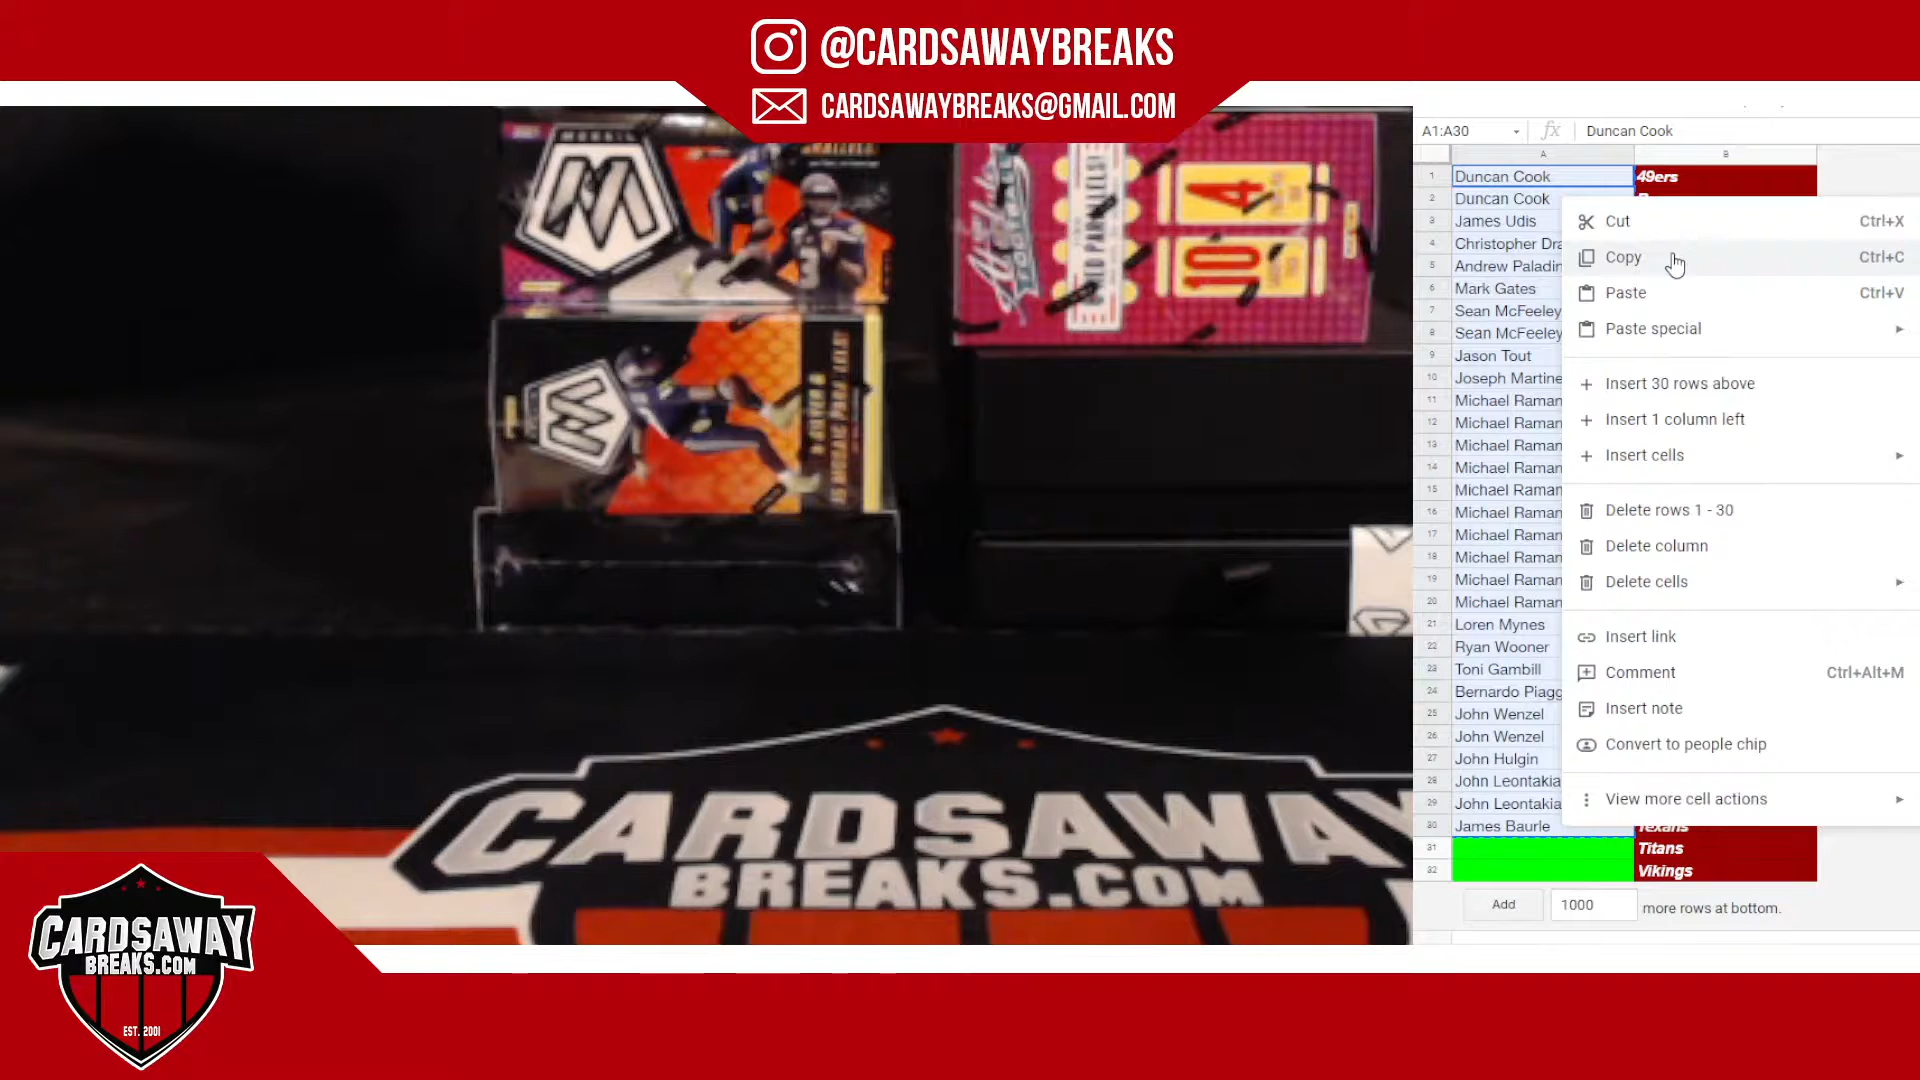 @CARDSAWAYBREAKS
CARDSAWAYBREAKS@GMAIL.COM
MOSAIC
M
M
Absolute
FOOTBALL
10
4
CARDSAWAY
BREAKS.COM
CARDSAWAY
BREAKS.COM
EST. 2001
A1:A30
fx
Duncan Cook
A
B
1 Duncan Cook 49ers
2 Duncan Cook
3 James Udis
4 Christopher Dra
5 Andrew Paladin
6 Mark Gates
7 Sean McFeeley
8 Sean McFeeley
9 Jason Tout
10 Joseph Martine
11 Michael Raman
12 Michael Raman
13 Michael Raman
14 Michael Raman
15 Michael Raman
16 Michael Raman
17 Michael Raman
18 Michael Raman
19 Michael Raman
20 Michael Raman
21 Loren Mynes
22 Ryan Wooner
23 Toni Gambill
24 Bernardo Piagg
25 John Wenzel
26 John Wenzel
27 John Hulgin
28 John Leontakia
29 John Leontakia
30 James Baurle Texans
31 Titans
32 Vikings
Cut Ctrl+X
Copy Ctrl+C
Paste Ctrl+V
Paste special
Insert 30 rows above
Insert 1 column left
Insert cells
Delete rows 1 - 30
Delete column
Delete cells
Insert link
Comment Ctrl+Alt+M
Insert note
Convert to people chip
View more cell actions
Add 1000 more rows at bottom.